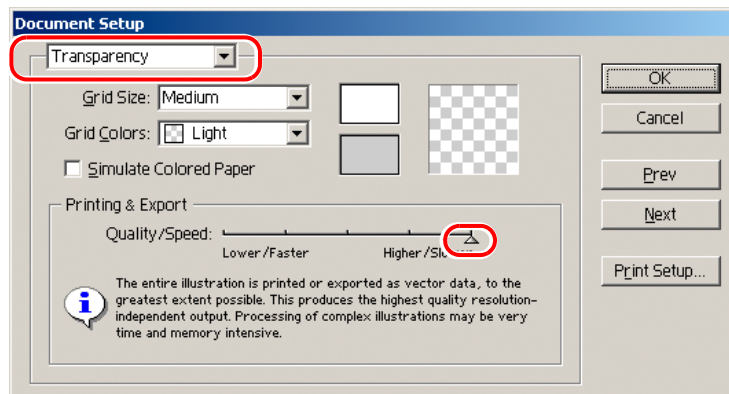 Document Setup
Transparency
OK
Grid Size: Medium
Cancel
Grid Colors: Light
Simulate Colored Paper
Prev
Printing & Export
Next
Quality/Speed:
Lower/Faster Higher/Slower
Print Setup...
The entire illustration is printed or exported as vector data, to the
greatest extent possible. This produces the highest quality resolution-
independent output. Processing of complex illustrations may be very
time and memory intensive.